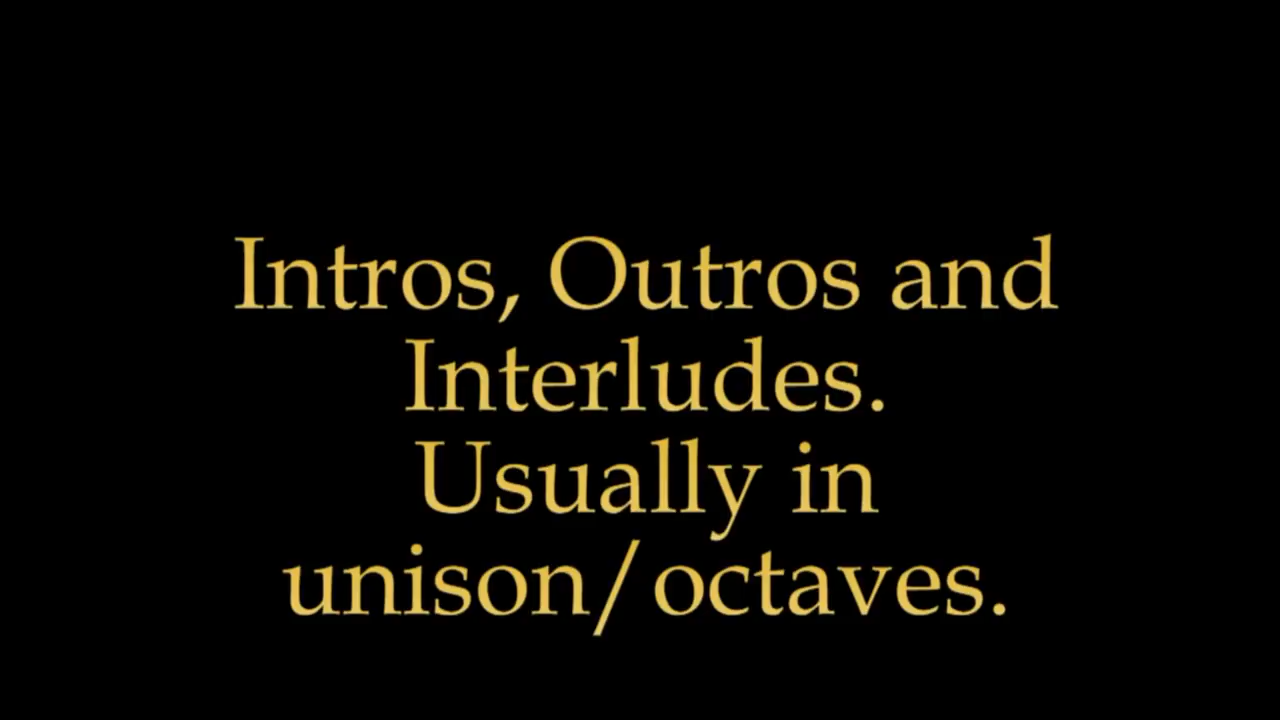 Intros, Outros and
Interludes.
Usually in
unison/octaves.